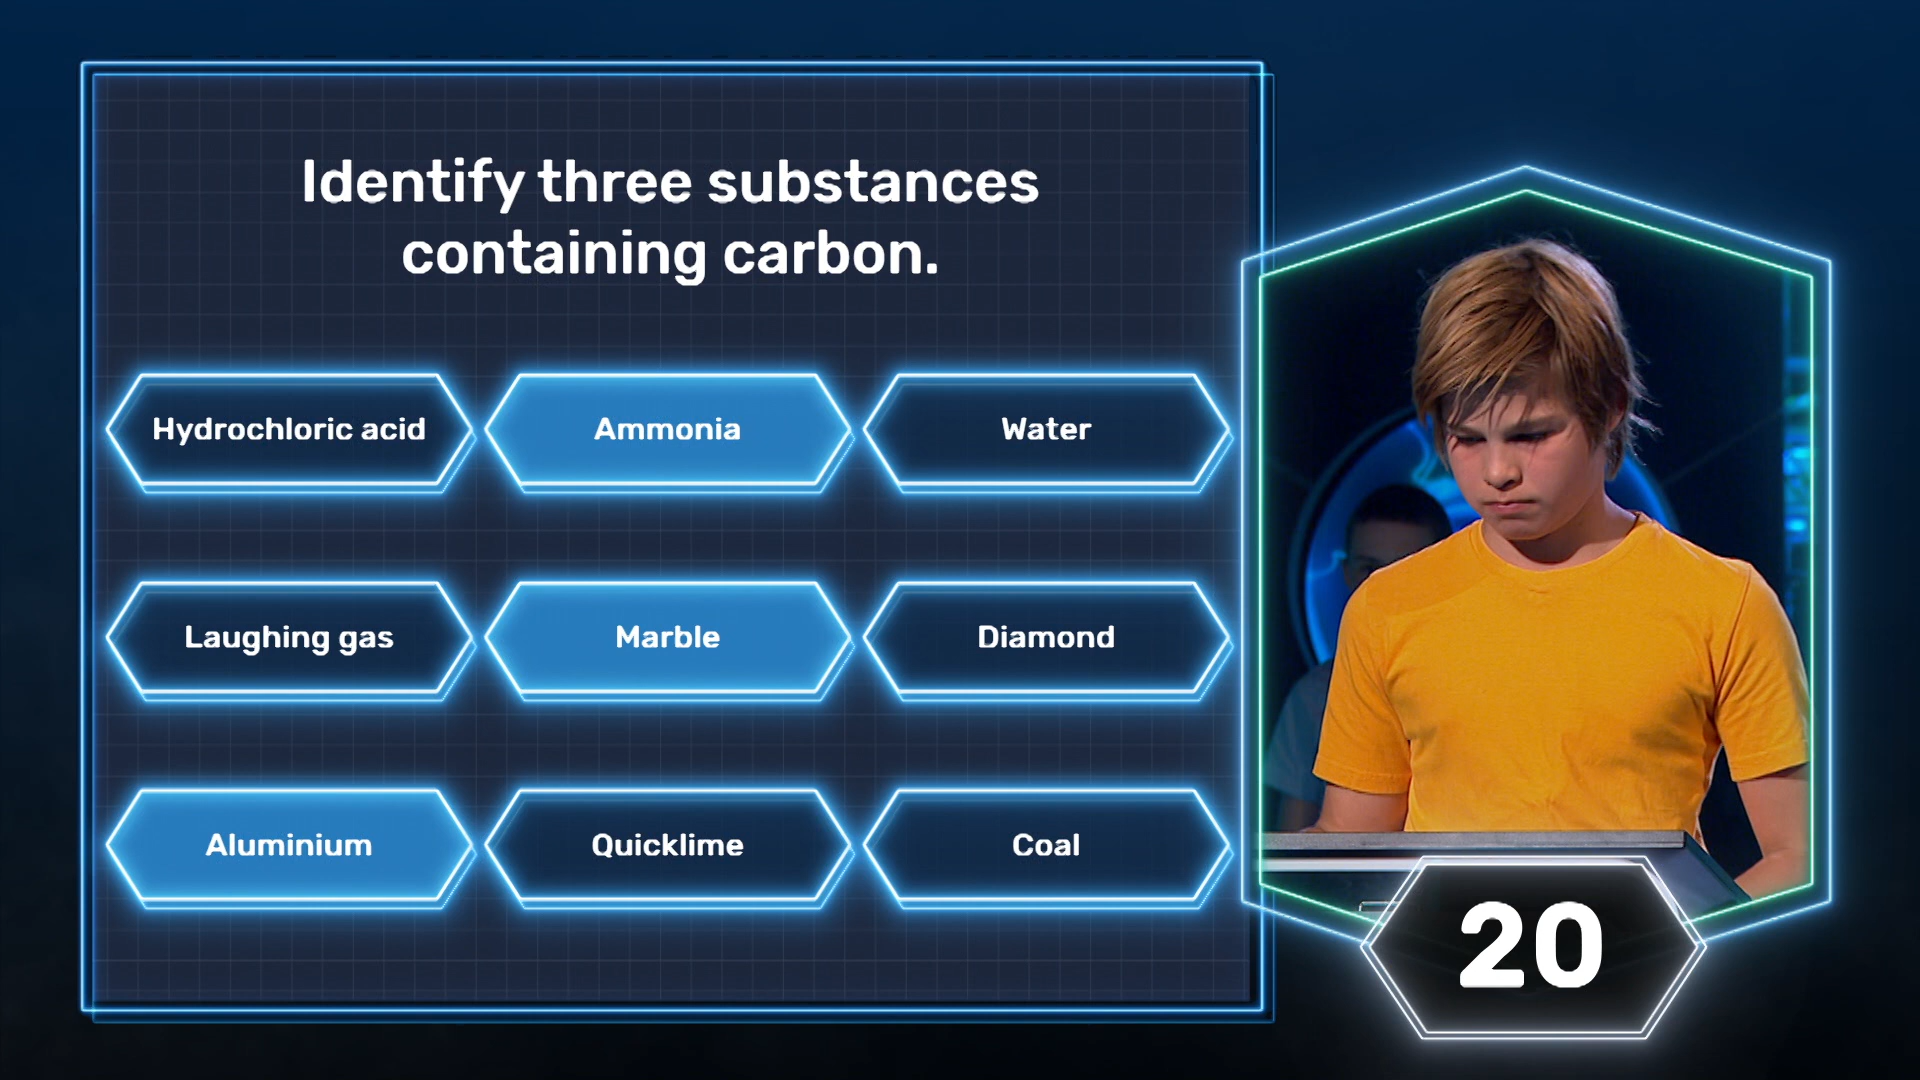 Identify three substances
containing carbon.
Hydrochloric acid
Ammonia
Water
Laughing gas
Marble
Diamond
Aluminium
Quicklime
Coal
20